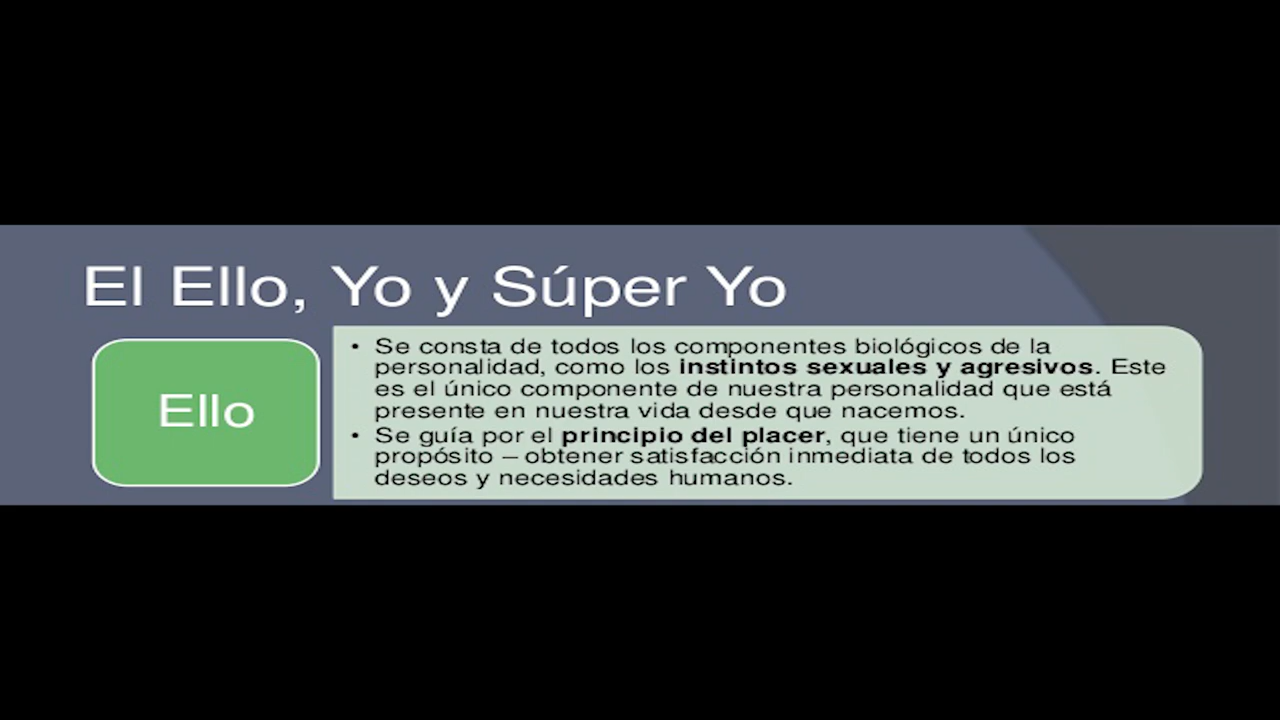 El Ello, Yo y Súper Yo
Ello
• Se consta de todos los componentes biológicos de la
personalidad, como los instintos sexuales y agresivos. Este
es el único componente de nuestra personalidad que está
presente en nuestra vida desde que nacemos.
• Se guía por el principio del placer, que tiene un único
propósito – obtener satisfacción inmediata de todos los
deseos y necesidades humanos.